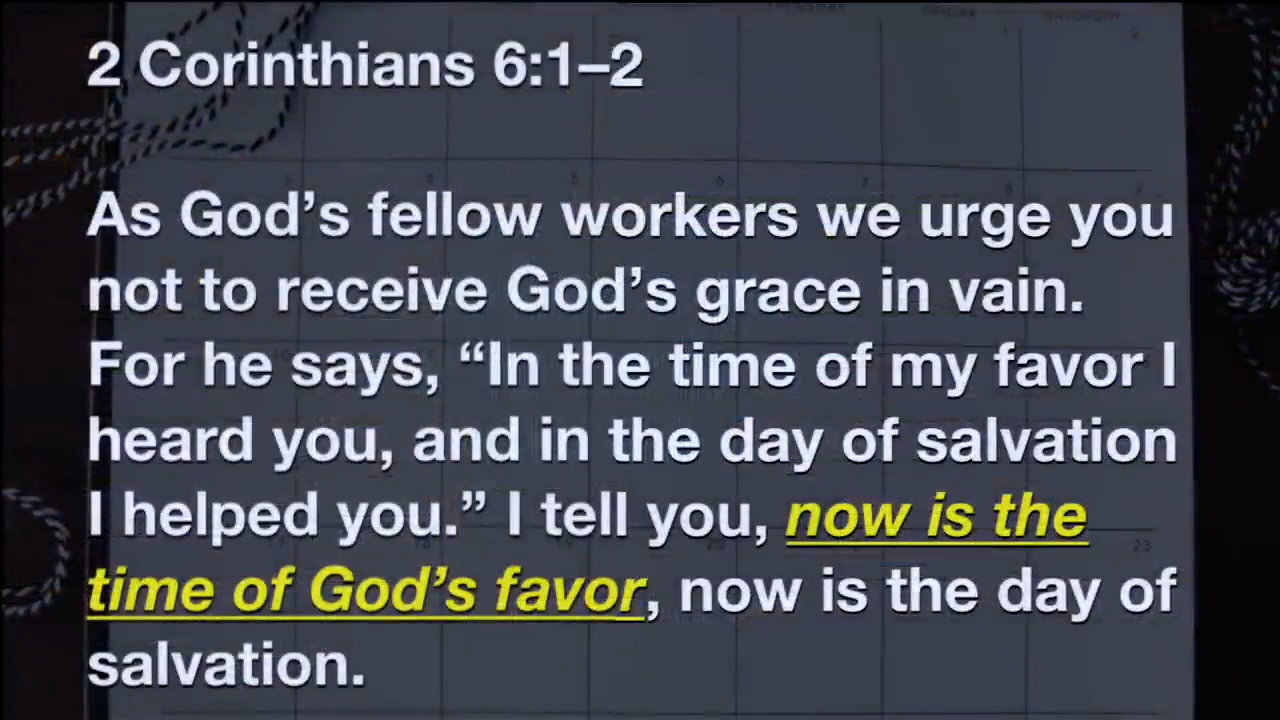 2 Corinthians 6:1–2
As God’s fellow workers we urge you
not to receive God’s grace in vain.
For he says, “In the time of my favor I
heard you, and in the day of salvation
I helped you.” I tell you, now is the
time of God’s favor, now is the day of
salvation.